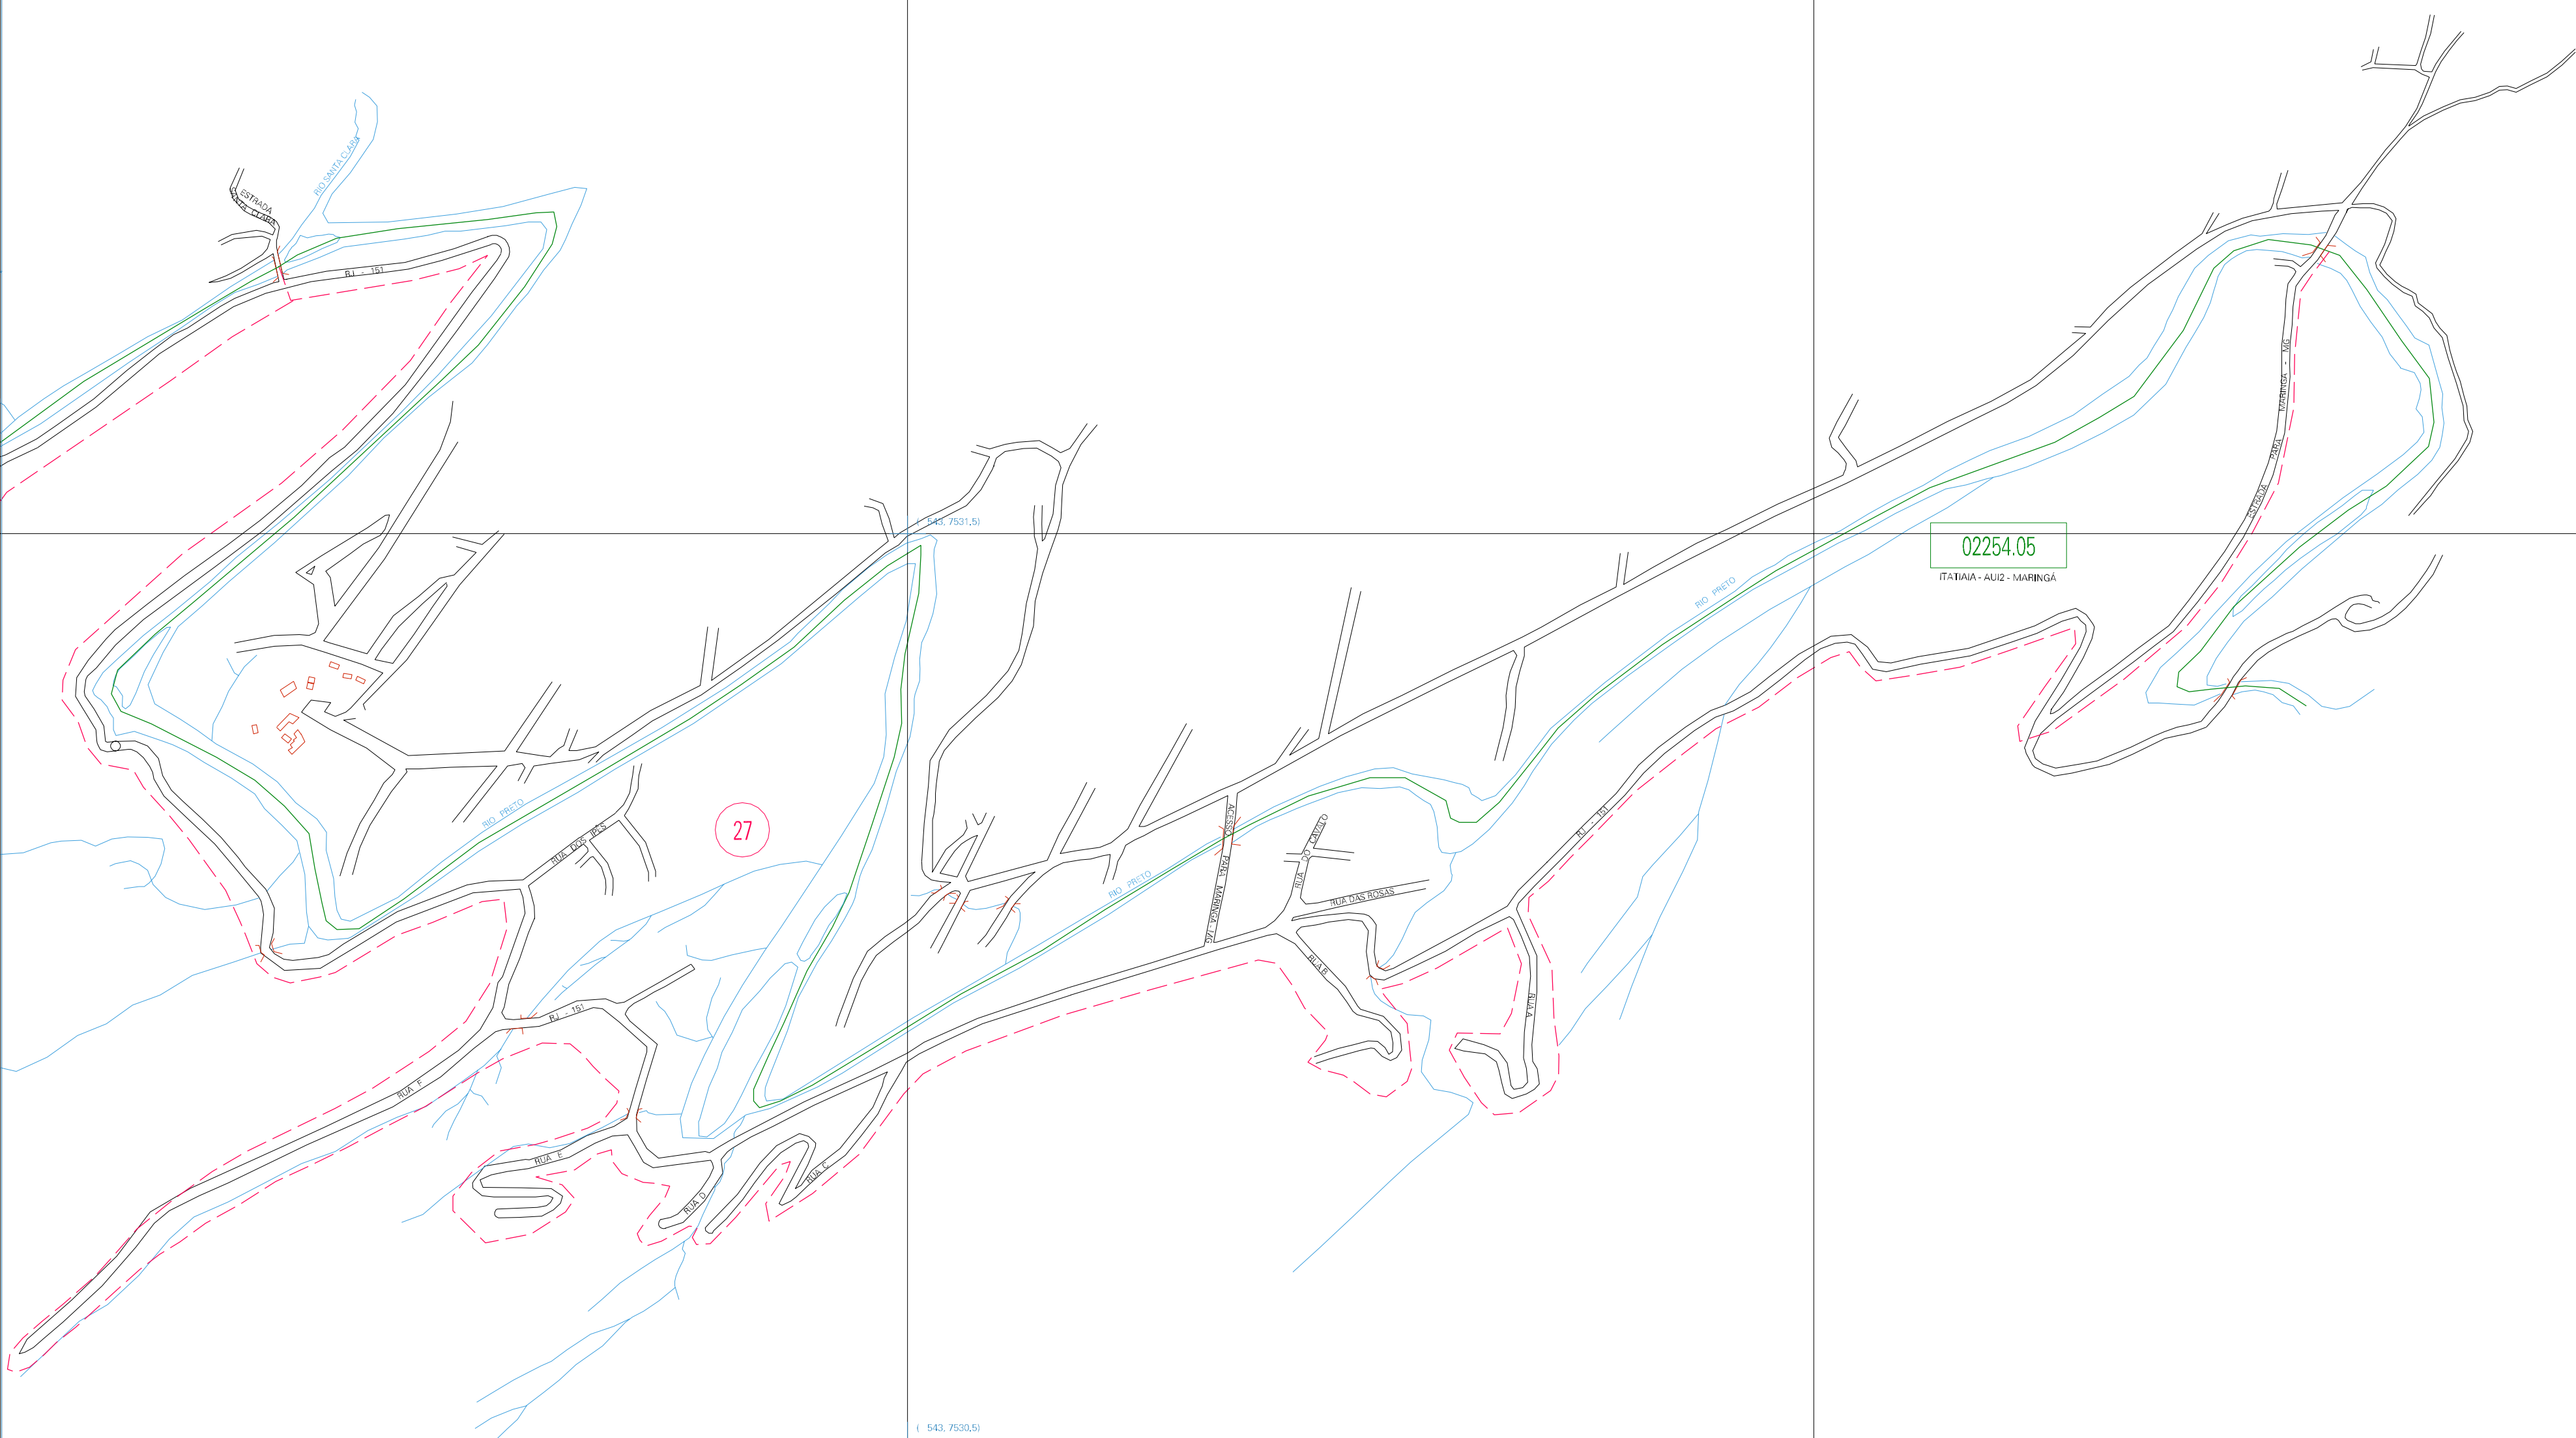 RIO SANTA CLARA
ESTRADA
SANTA CLARA
RJ - 151
ESTRADA PARA MARINGÁ - MG
( 543, 7531,5)
02254.05
ITATIAIA - AUI2 - MARINGÁ
RIO PRETO
RIO PRETO
27
RUA DOS IPÊS
ACESSO PARA MARINGÁ - MG
RUA DO CAVALO
RJ - 151
RIO PRETO
RUA DAS ROSAS
RUA B
RUA A
RJ - 151
RUA F
RUA E
RUA C
RUA D
( 543, 7530,5)